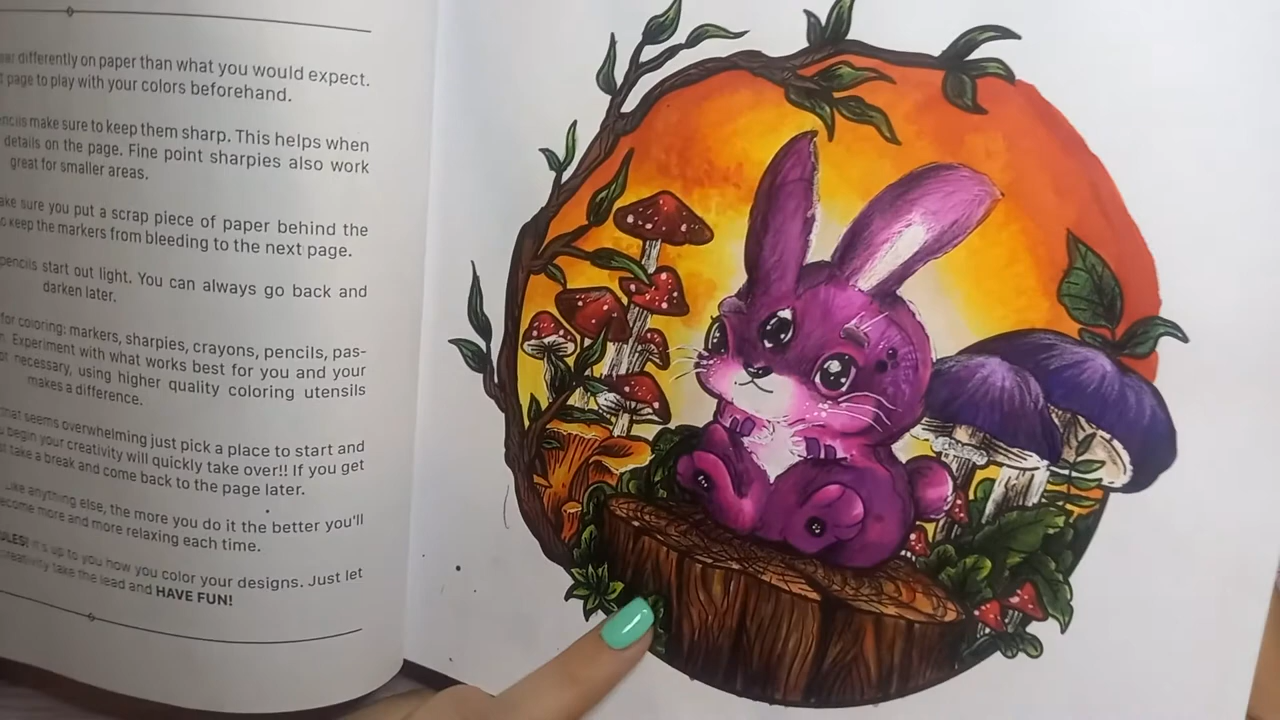 differently on paper than what you would expect.
page to play with your colors beforehand.
make sure to keep them sharp. This helps when
details on the page. Fine point sharpies also work
great for smaller areas.
sure you put a scrap piece of paper behind the
keep the markers from bleeding to the next page.
pencils start out light. You can always go back and
darken later.
for coloring: markers, sharpies, crayons, pencils, pas-
Experiment with what works best for you and your
necessary, using higher quality coloring utensils
makes a difference.
that seems overwhelming just pick a place to start and
begin your creativity will quickly take over!! If you get
take a break and come back to the page later.
Like anything else, the more you do it the better you'll
become more and more relaxing each time.
it's up to you how you color your designs. Just let
creativity take the lead and HAVE FUN!